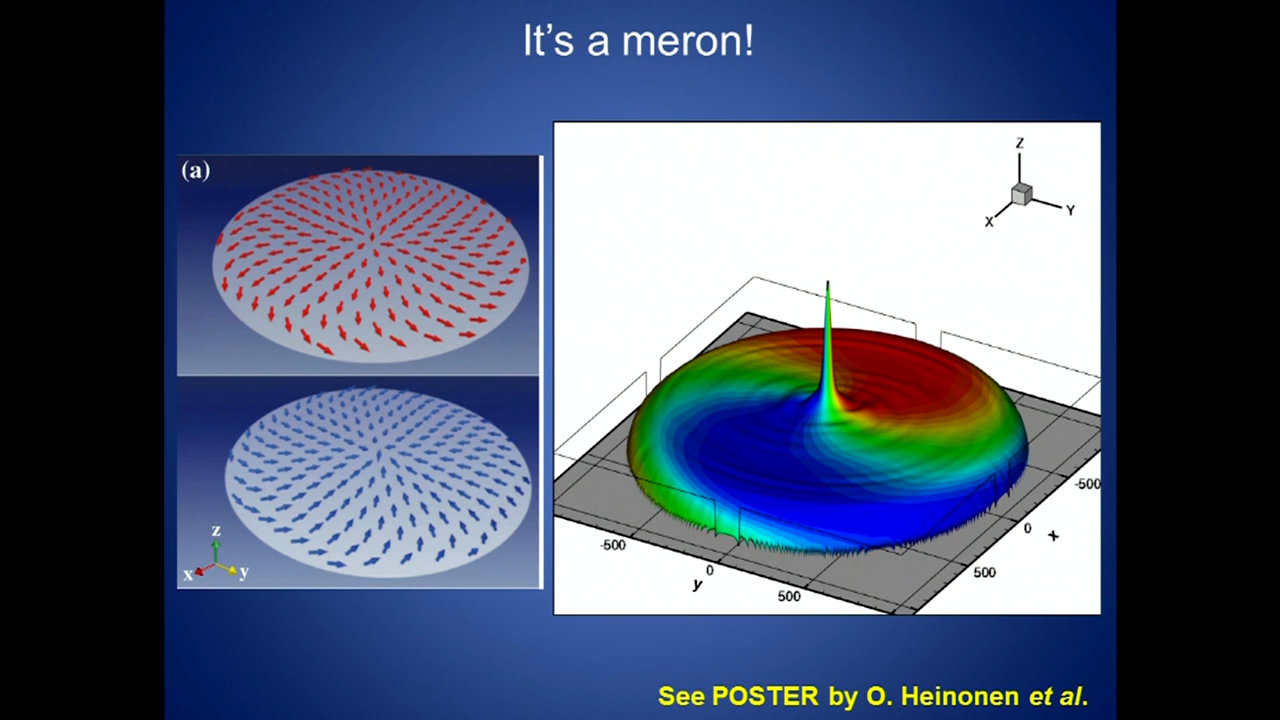 It's a meron!
(a)
z
x
y
Z
X
Y
-500
0
500
y
-500
0
500
x
See POSTER by O. Heinonen et al.